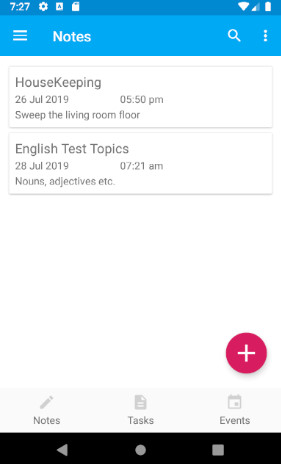 7:27
Notes
HouseKeeping
26 Jul 2019 05:50 pm
Sweep the living room floor
English Test Topics
28 Jul 2019 07:21 am
Nouns, adjectives etc.
Notes Tasks Events